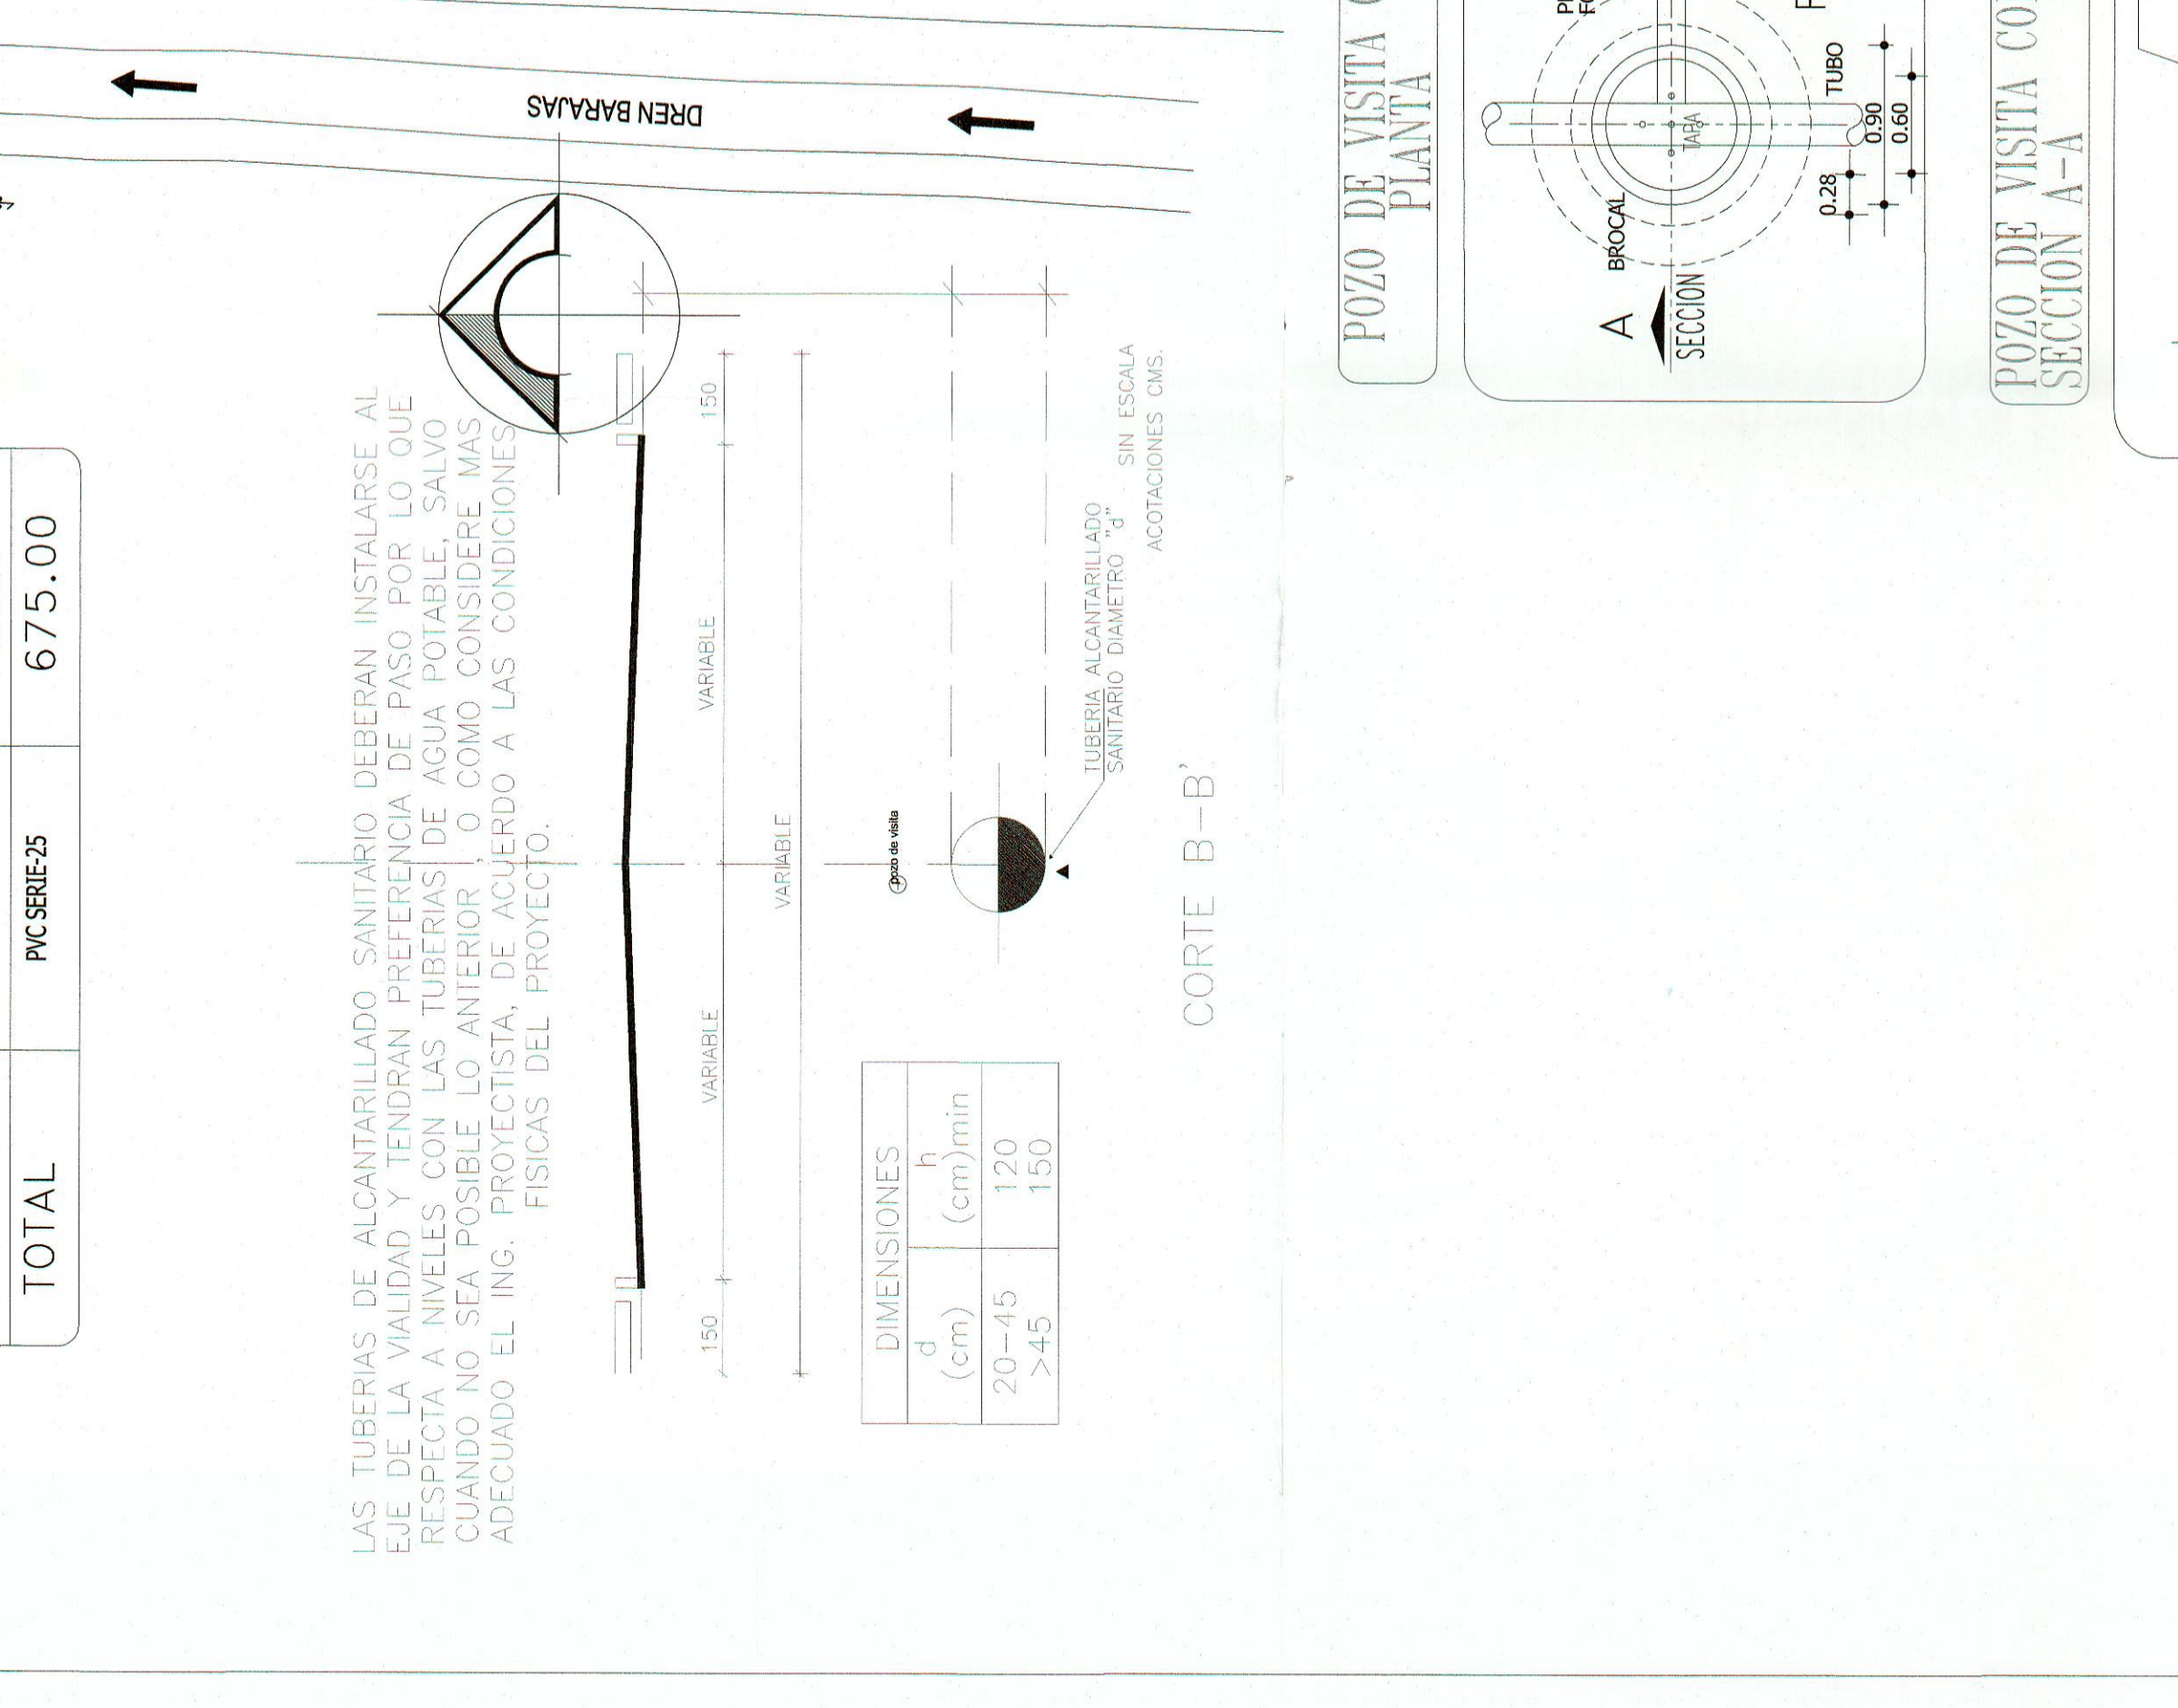 TOTAL PVC SERIE-25 675.00
LAS TUBERIAS DE ALCANTARILLADO SANITARIO DEBERAN INSTALARSE AL
EJE DE LA VIALIDAD Y TENDRAN PREFERENCIA DE PASO POR LO QUE
RESPECTA A NIVELES CON LAS TUBERIAS DE AGUA POTABLE, SALVO
CUANDO NO SEA POSIBLE LO ANTERIOR , O COMO CONSIDERE MAS
ADECUADO EL ING. PROYECTISTA, DE ACUERDO A LAS CONDICIONES
FISICAS DEL PROYECTO.
DREN BARAJAS
150 VARIABLE VARIABLE 150
VARIABLE
pozo de visita
DIMENSIONES
d h
(cm) (cm)min
20-45 120
>45 150
TUBERIA ALCANTARILLADO
SANITARIO DIAMETRO "d"
SIN ESCALA
ACOTACIONES CMS.
CORTE B-B'
POZO DE VISITA
PLANTA
A
SECCION
BROCAL
TAPA
TUBO
0.28
0.90
0.60
POZO DE VISITA
SECCION A-A